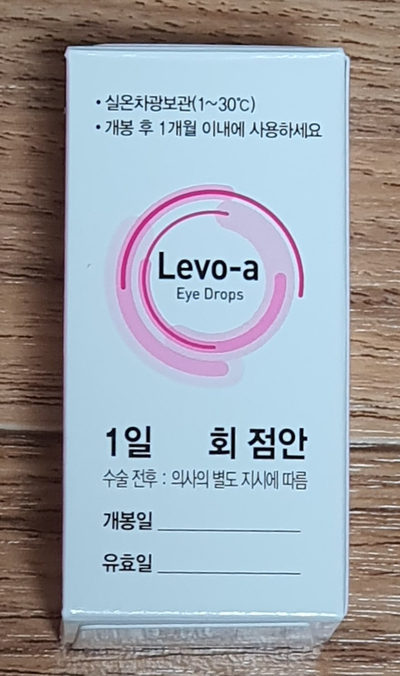 • 실온차광보관(1~30℃)
• 개봉 후 1개월 이내에 사용하세요
Levo-a
Eye Drops
1일 회 점안
수술 전후 : 의사의 별도 지시에 따름
개봉일 ____________
유효일 ____________